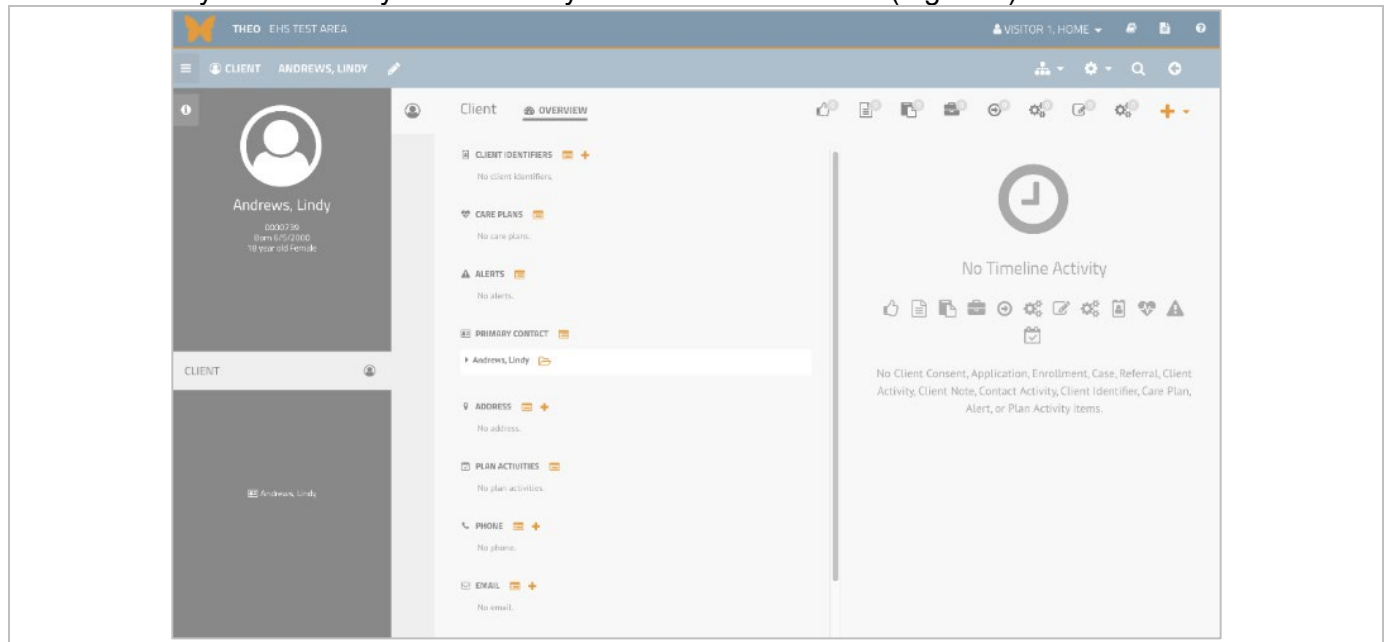 THEO EHS TEST AREA
VISITOR 1, HOME
CLIENT ANDREWS, LINDY
Andrews, Lindy
0000739
Born 6/5/2000
18 year old Female
CLIENT
Andrews, Lindy
Client OVERVIEW
CLIENT IDENTIFIERS
No client identifiers.
CARE PLANS
No care plans.
ALERTS
No alerts.
PRIMARY CONTACT
Andrews, Lindy
ADDRESS
No address.
PLAN ACTIVITIES
No plan activities.
PHONE
No phone.
EMAIL
No email.
No Timeline Activity
No Client Consent, Application, Enrollment, Case, Referral, Client
Activity, Client Note, Contact Activity, Client Identifier, Care Plan,
Alert, or Plan Activity items.